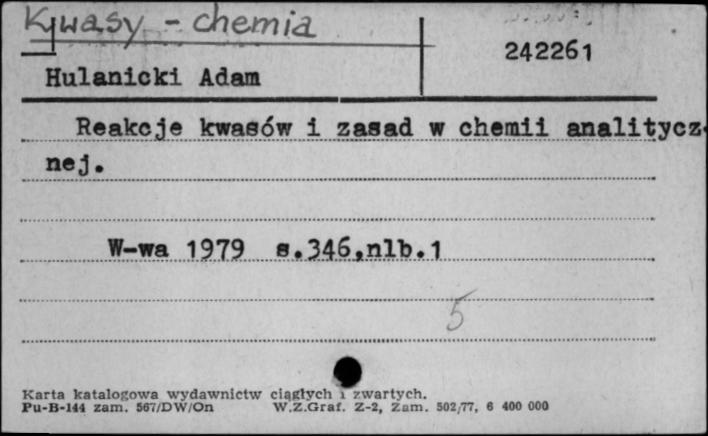 Kwasy - chemia
242261
Hulanicki Adam
Reakcje kwasów i zasad w chemii analitycz-
nej.
W-wa 1979 s.346,nlb.1
5
Karta katalogowa wydawnictw ciągłych i zwartych.
Pu-B-144 zam. 567/DW/On W.Z.Graf. Z-2, Zam. 502/77, 6 400 000